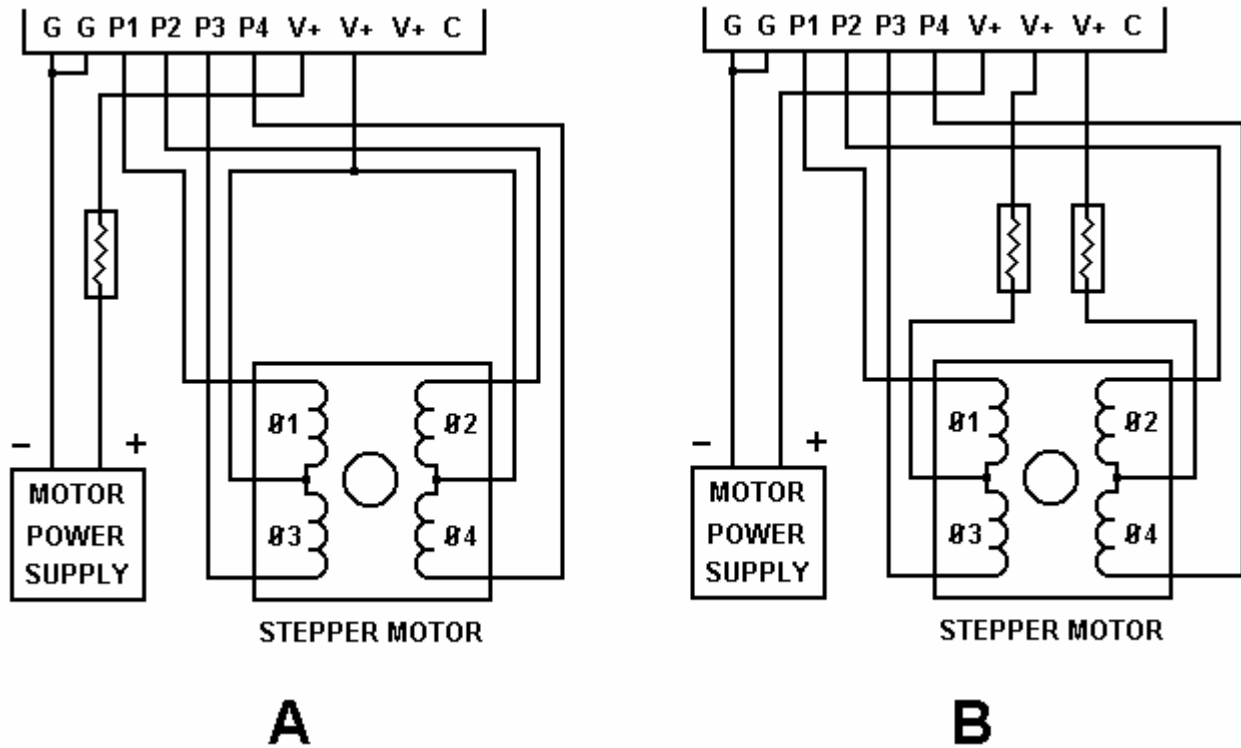 G G P1 P2 P3 P4 V+ V+ V+ C
Ø1 Ø2
Ø3 Ø4
− +
MOTOR
POWER
SUPPLY
STEPPER MOTOR
A
G G P1 P2 P3 P4 V+ V+ V+ C
Ø1 Ø2
Ø3 Ø4
− +
MOTOR
POWER
SUPPLY
STEPPER MOTOR
B